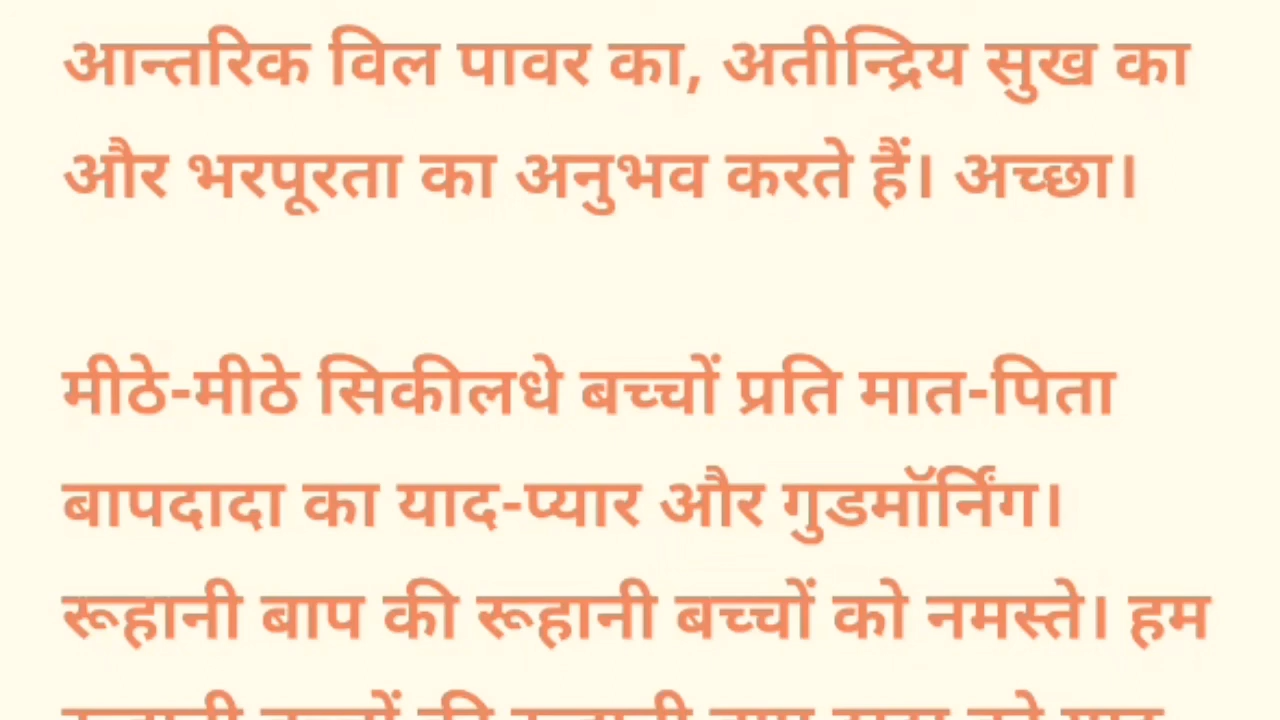 आन्तरिक विल पावर का, अतीन्द्रिय सुख का
और भरपूरता का अनुभव करते हैं। अच्छा।
मीठे-मीठे सिकीलधे बच्चों प्रति मात-पिता
बापदादा का याद-प्यार और गुडमॉर्निंग।
रूहानी बाप की रूहानी बच्चों को नमस्ते। हम